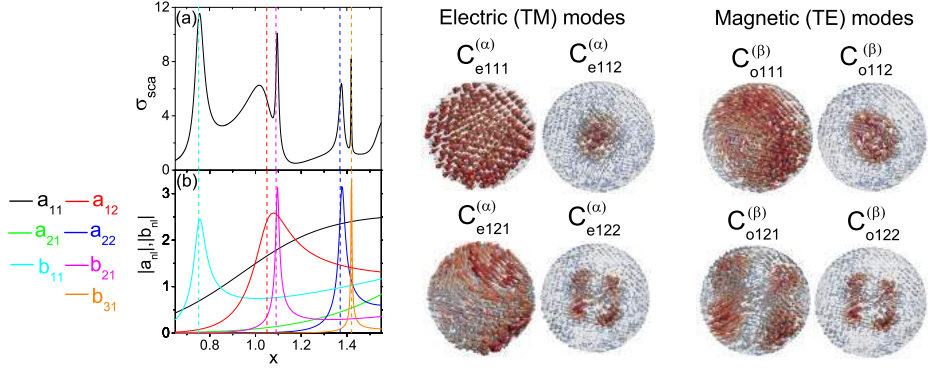 (a)
12
8
4
0
σsca
(b)
3
2
1
0
|anl|,|bnl|
0.8 1.0 1.2 1.4
x
a11 a12
a21 a22
b11 b21
b31
Electric (TM) modes
Magnetic (TE) modes
C(α)e111 C(α)e112
C(β)o111 C(β)o112
C(α)e121 C(α)e122
C(β)o121 C(β)o122